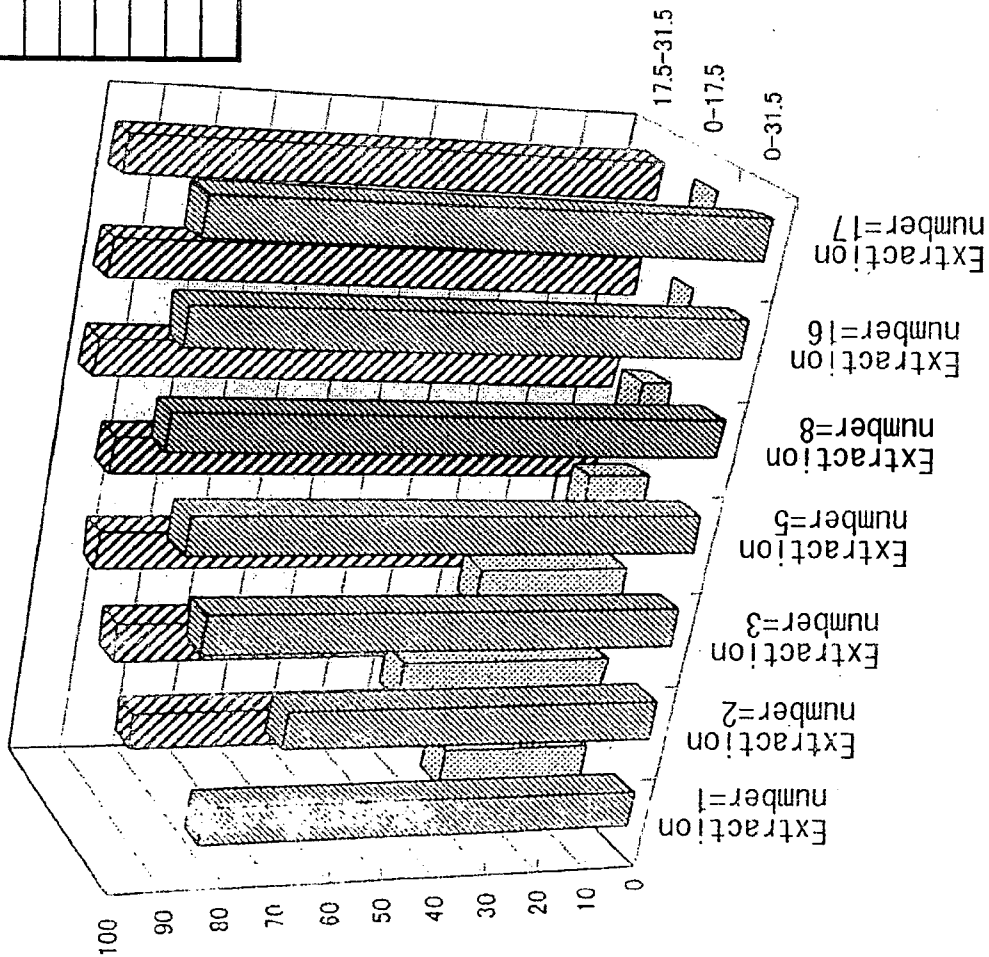 100
90
80
70
60
50
40
30
20
10
0
Extraction
number=1
Extraction
number=2
Extraction
number=3
Extraction
number=5
Extraction
number=8
Extraction
number=16
Extraction
number=17
0-31.5
0-17.5
17.5-31.5